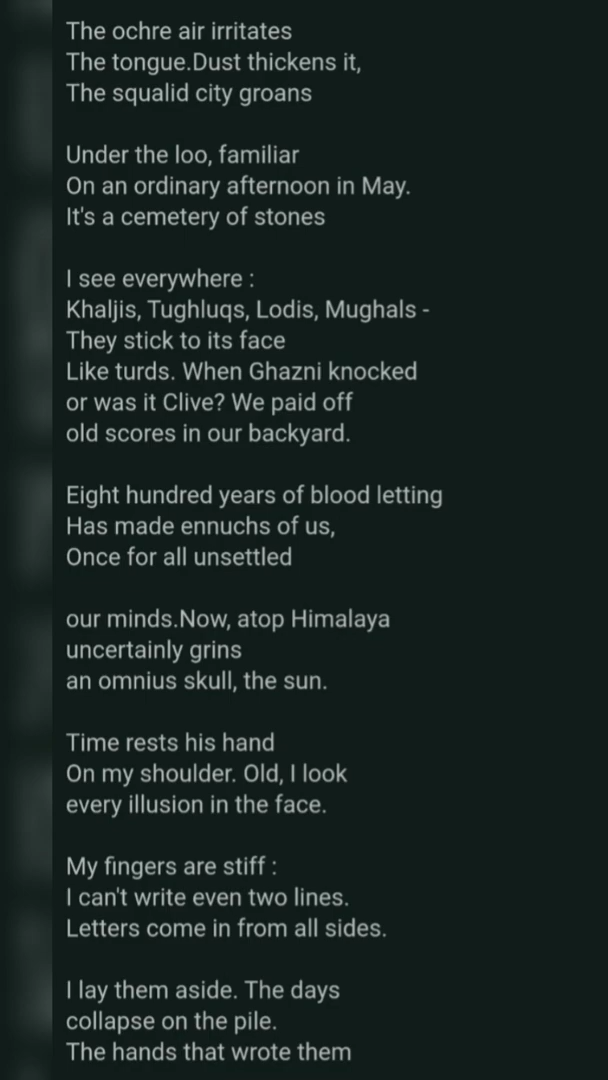 The ochre air irritates
The tongue.Dust thickens it,
The squalid city groans
Under the loo, familiar
On an ordinary afternoon in May.
It's a cemetery of stones
I see everywhere :
Khaljis, Tughluqs, Lodis, Mughals -
They stick to its face
Like turds. When Ghazni knocked
or was it Clive? We paid off
old scores in our backyard.
Eight hundred years of blood letting
Has made ennuchs of us,
Once for all unsettled
our minds.Now, atop Himalaya
uncertainly grins
an omnius skull, the sun.
Time rests his hand
On my shoulder. Old, I look
every illusion in the face.
My fingers are stiff :
I can't write even two lines.
Letters come in from all sides.
I lay them aside. The days
collapse on the pile.
The hands that wrote them